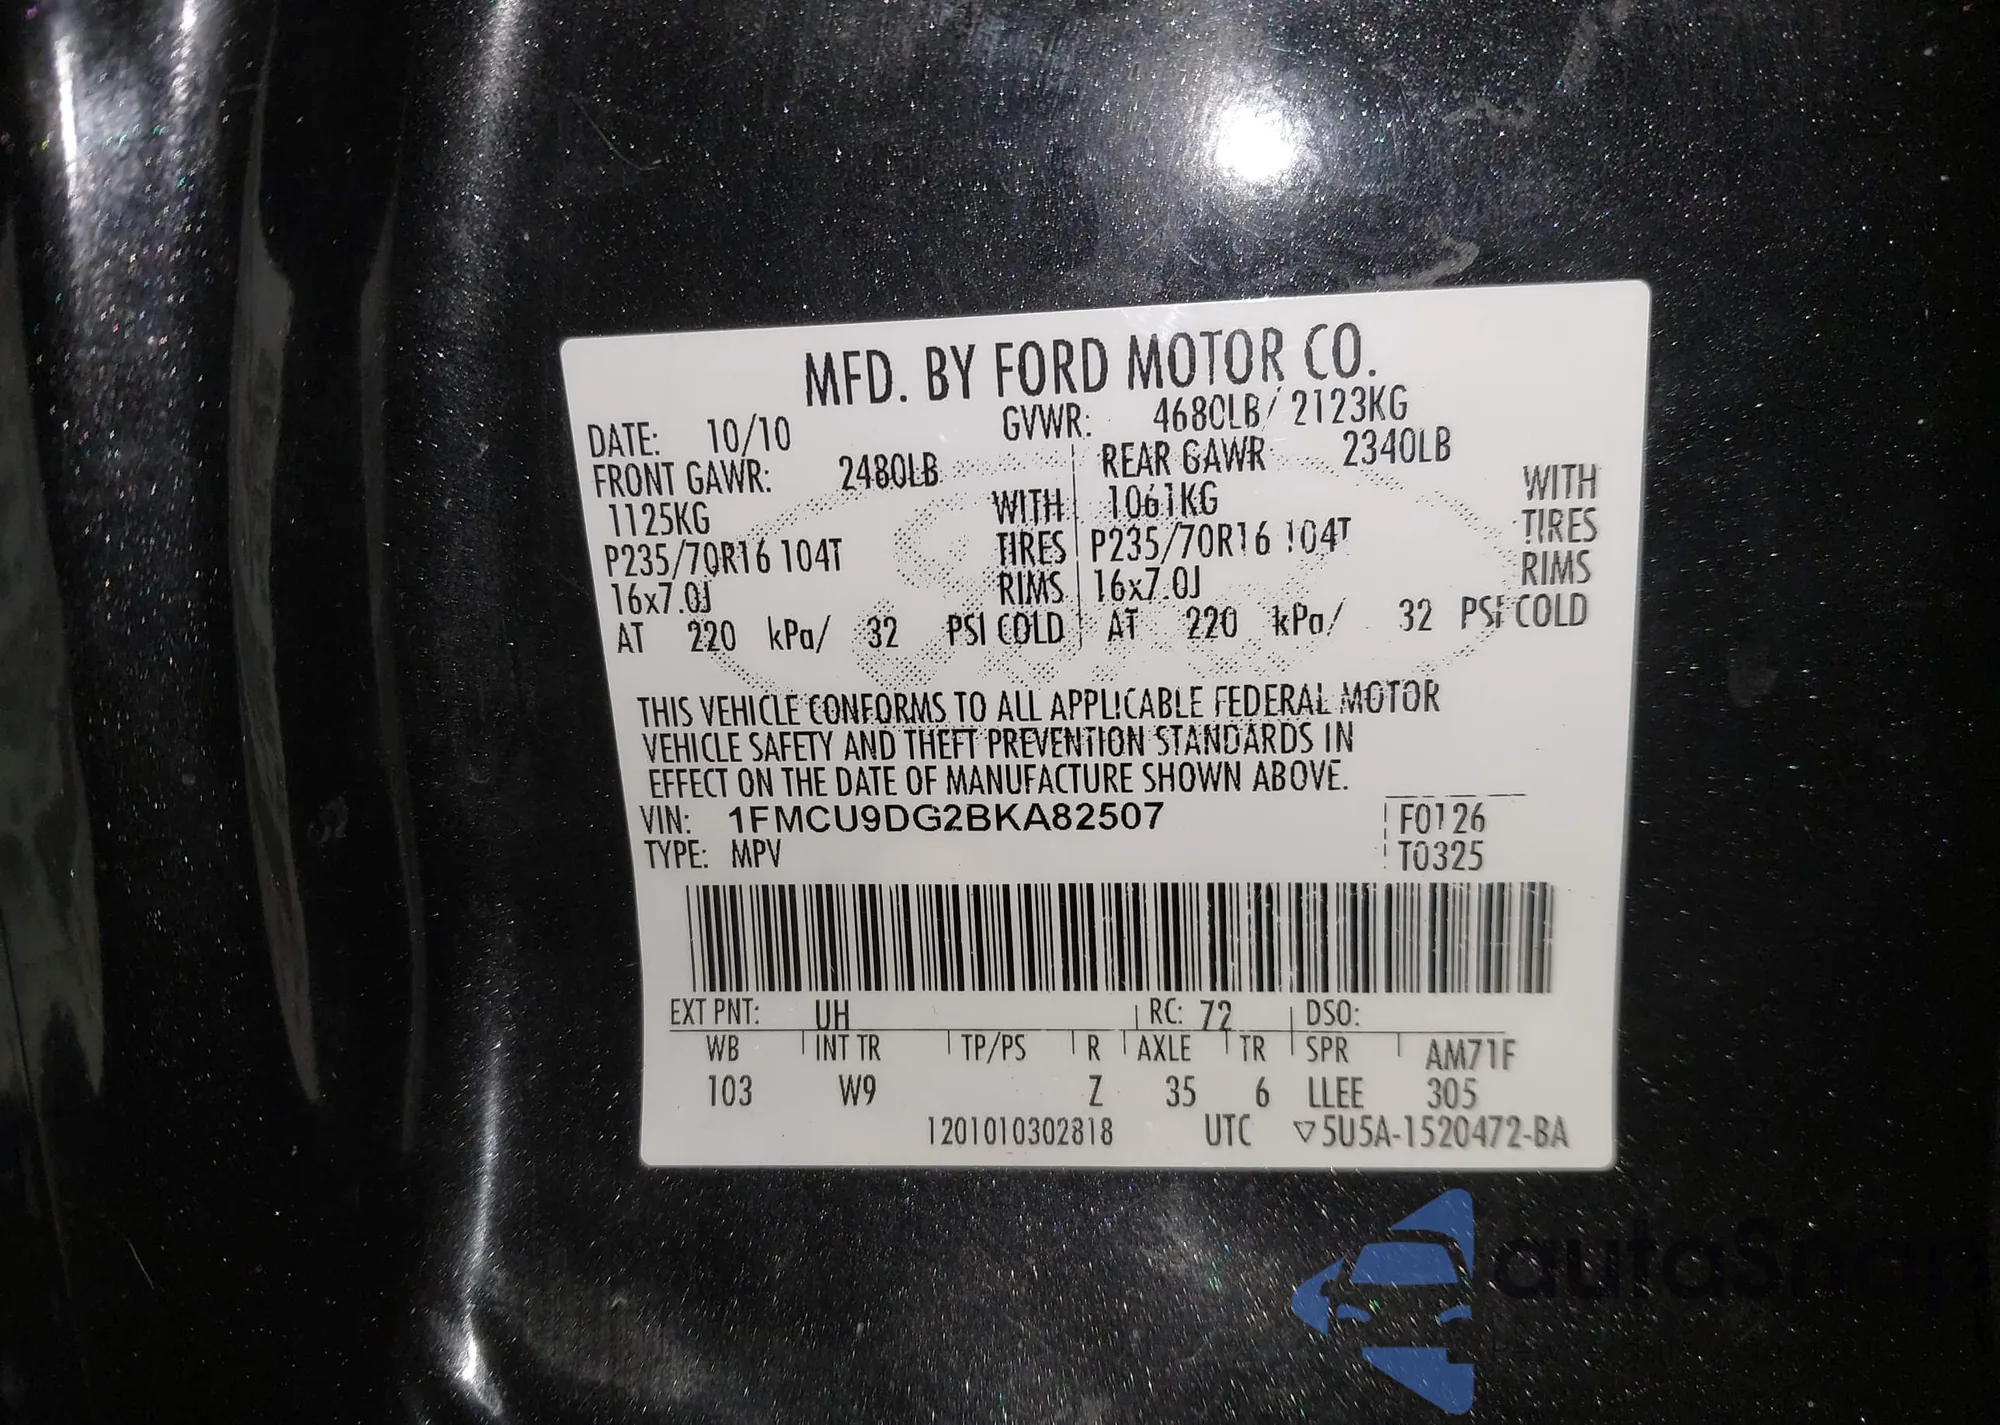 MFD. BY FORD MOTOR CO.
DATE: 10/10 GVWR: 4680LB/ 2123KG
FRONT GAWR: 2480LB REAR GAWR 2340LB
1125KG WITH 1061KG WITH
P235/70R16 104T TIRES P235/70R16 104T TIRES
16x7.0J RIMS 16x7.0J RIMS
AT 220 kPa/ 32 PSI COLD AT 220 kPa/ 32 PSI COLD
THIS VEHICLE CONFORMS TO ALL APPLICABLE FEDERAL MOTOR
VEHICLE SAFETY AND THEFT PREVENTION STANDARDS IN
EFFECT ON THE DATE OF MANUFACTURE SHOWN ABOVE.
VIN: 1FMCU9DG2BKA82507 F0126
TYPE: MPV T0325
EXT PNT: UH RC: 72 DSO:
WB INT TR TP/PS R AXLE TR SPR AM71F
103 W9 Z 35 6 LLEE 305
1201010302818 UTC ▽5U5A-1520472-BA
autoSnap